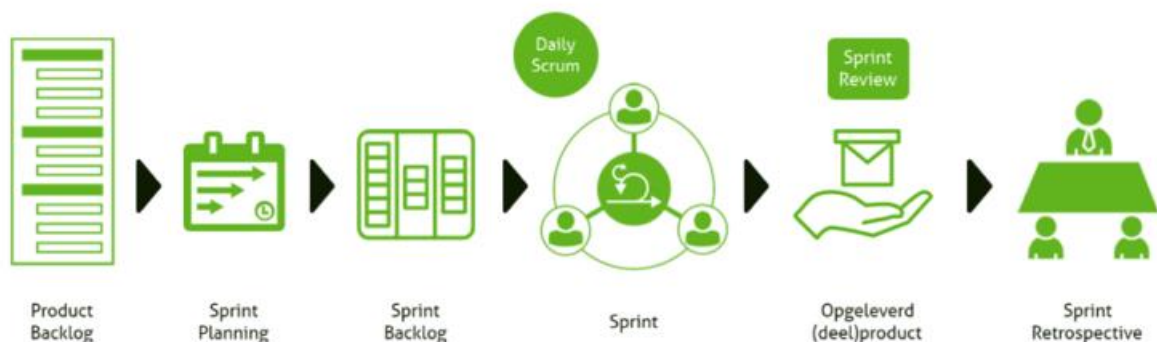 Daily
Scrum
Sprint
Review
Product
Backlog
Sprint
Planning
Sprint
Backlog
Sprint
Opgeleverd
(deel)product
Sprint
Retrospective